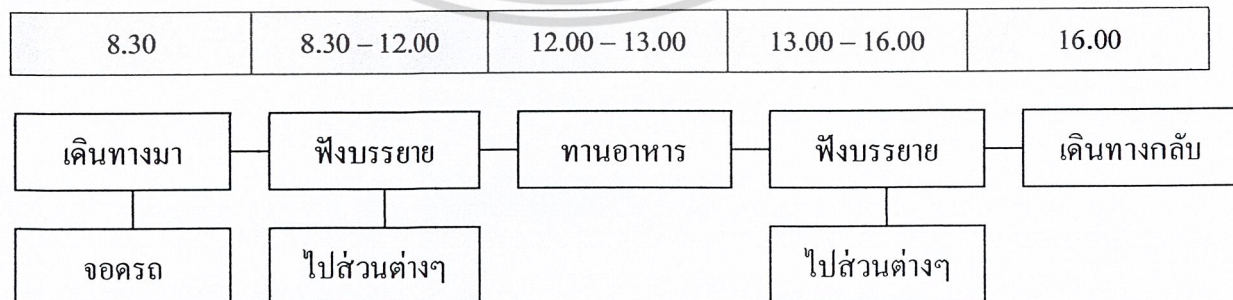 8.30 8.30 – 12.00 12.00 – 13.00 13.00 – 16.00 16.00
เดินทางมา ฟังบรรยาย ทานอาหาร ฟังบรรยาย เดินทางกลับ
จอดรถ ไปส่วนต่างๆ ไปส่วนต่างๆ